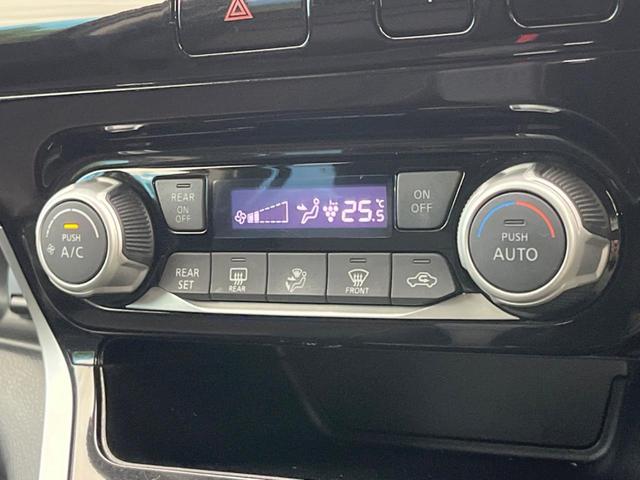 REAR
ON
OFF
25.5°C
ON
OFF
PUSH
A/C
PUSH
AUTO
REAR
SET
REAR
FRONT